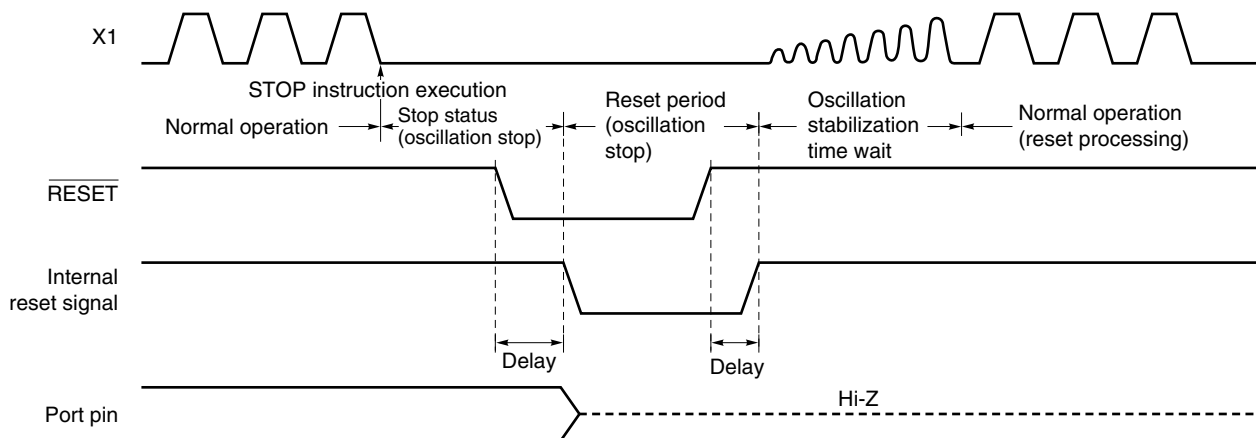 X1
STOP instruction execution
Normal operation
Stop status
(oscillation stop)
Reset period
(oscillation
stop)
Oscillation
stabilization
time wait
Normal operation
(reset processing)
RESET
Internal
reset signal
Delay
Delay
Hi-Z
Port pin